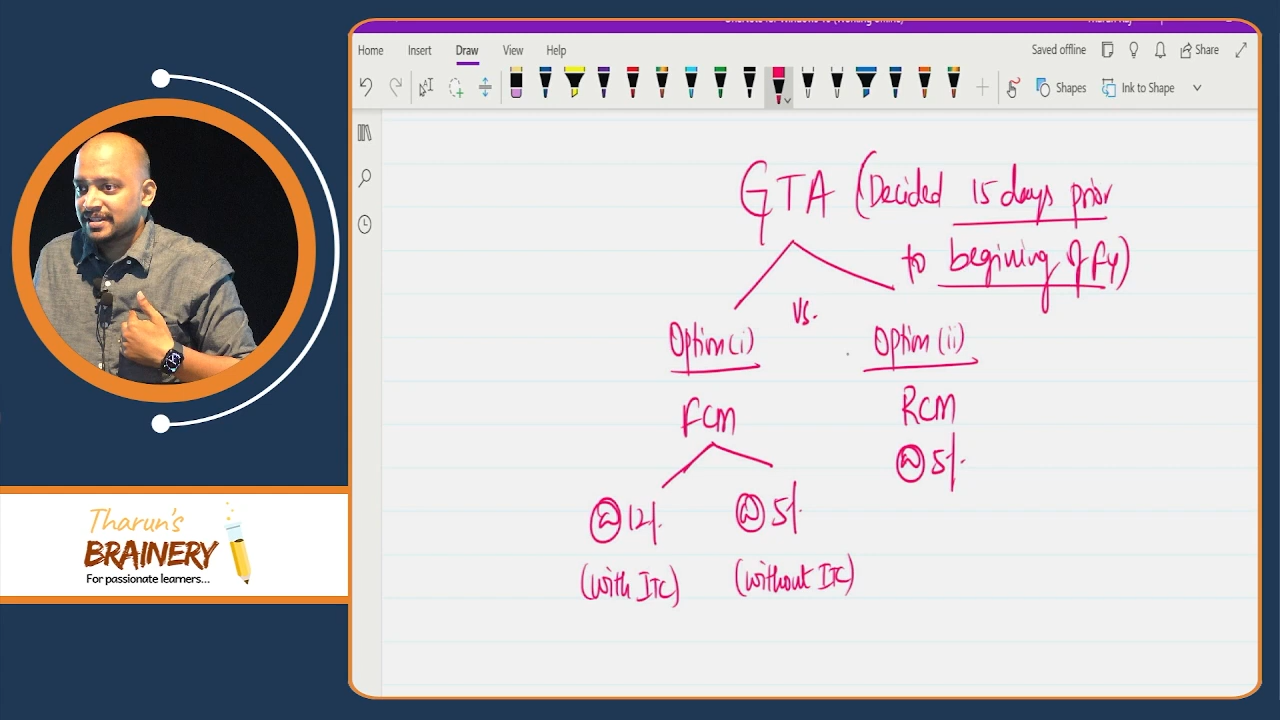 Home Insert Draw View Help
Saved offline Share
Shapes Ink to Shape
GTA (Decided 15 days prior
to begining of FY)
Vs.
Option (i) Option (ii)
FCM RCM
@ 5%
@ 12% @ 5%
(with ITC) (without ITC)
Tharun's
BRAINERY
For passionate learners...